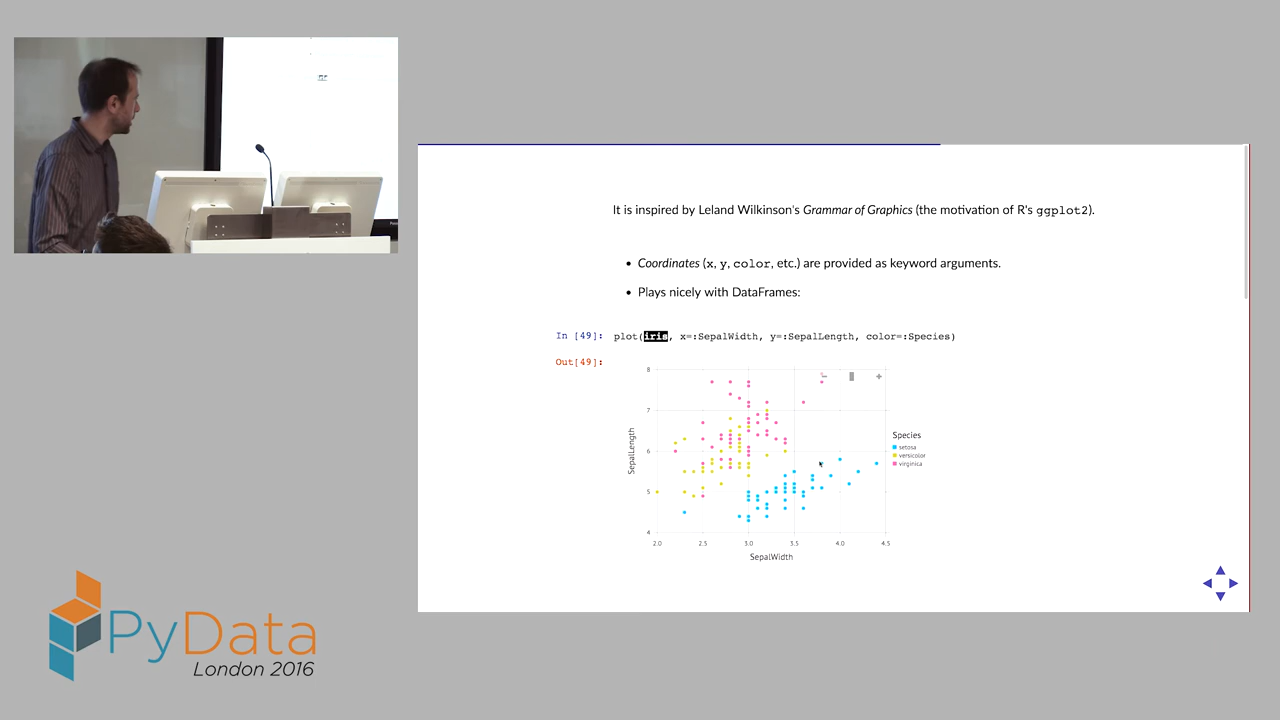 It is inspired by Leland Wilkinson's Grammar of Graphics (the motivation of R's ggplot2).
• Coordinates (x, y, color, etc.) are provided as keyword arguments.
• Plays nicely with DataFrames:
In [49]: plot(iris, x=:SepalWidth, y=:SepalLength, color=:Species)
Out[49]:
8
7
6
5
4
SepalLength
2.0 2.5 3.0 3.5 4.0 4.5
SepalWidth
Species
setosa
versicolor
virginica
PyData
London 2016